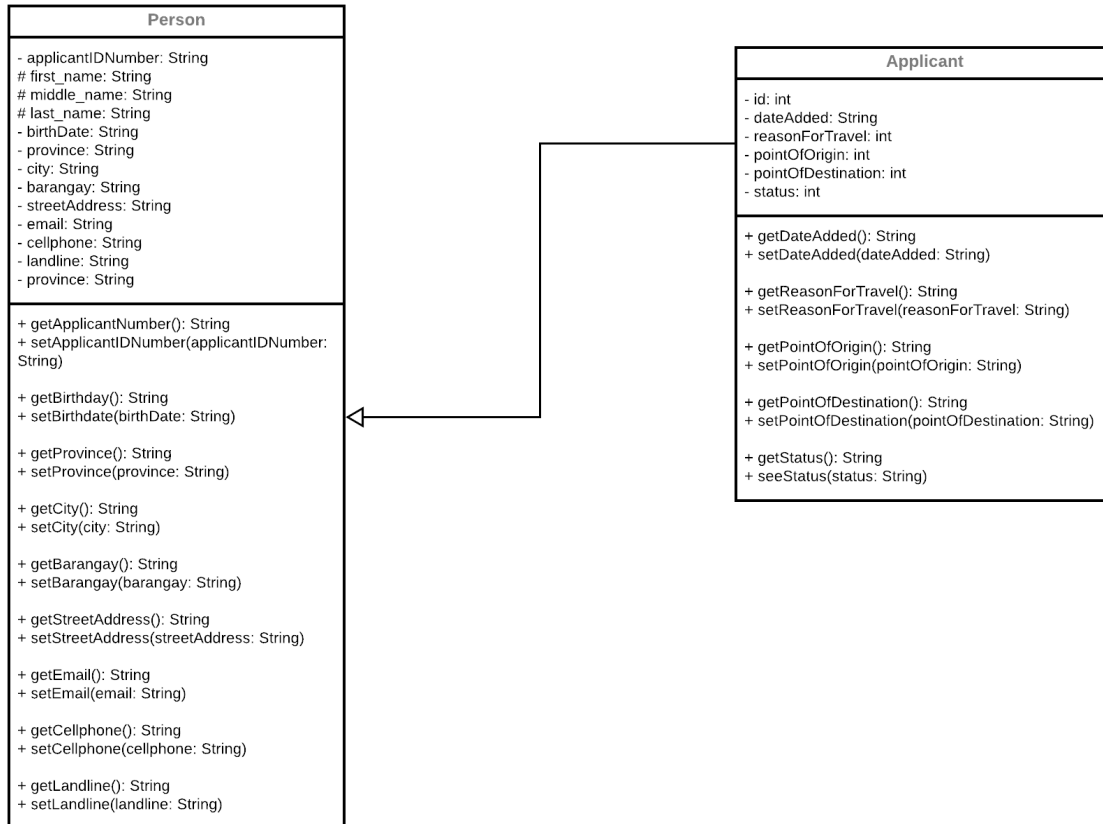 Person
- applicantIDNumber: String
# first_name: String
# middle_name: String
# last_name: String
- birthDate: String
- province: String
- city: String
- barangay: String
- streetAddress: String
- email: String
- cellphone: String
- landline: String
- province: String
+ getApplicantNumber(): String
+ setApplicantIDNumber(applicantIDNumber:
String)
+ getBirthday(): String
+ setBirthdate(birthDate: String)
+ getProvince(): String
+ setProvince(province: String)
+ getCity(): String
+ setCity(city: String)
+ getBarangay(): String
+ setBarangay(barangay: String)
+ getStreetAddress(): String
+ setStreetAddress(streetAddress: String)
+ getEmail(): String
+ setEmail(email: String)
+ getCellphone(): String
+ setCellphone(cellphone: String)
+ getLandline(): String
+ setLandline(landline: String)
Applicant
- id: int
- dateAdded: String
- reasonForTravel: int
- pointOfOrigin: int
- pointOfDestination: int
- status: int
+ getDateAdded(): String
+ setDateAdded(dateAdded: String)
+ getReasonForTravel(): String
+ setReasonForTravel(reasonForTravel: String)
+ getPointOfOrigin(): String
+ setPointOfOrigin(pointOfOrigin: String)
+ getPointOfDestination(): String
+ setPointOfDestination(pointOfDestination: String)
+ getStatus(): String
+ seeStatus(status: String)